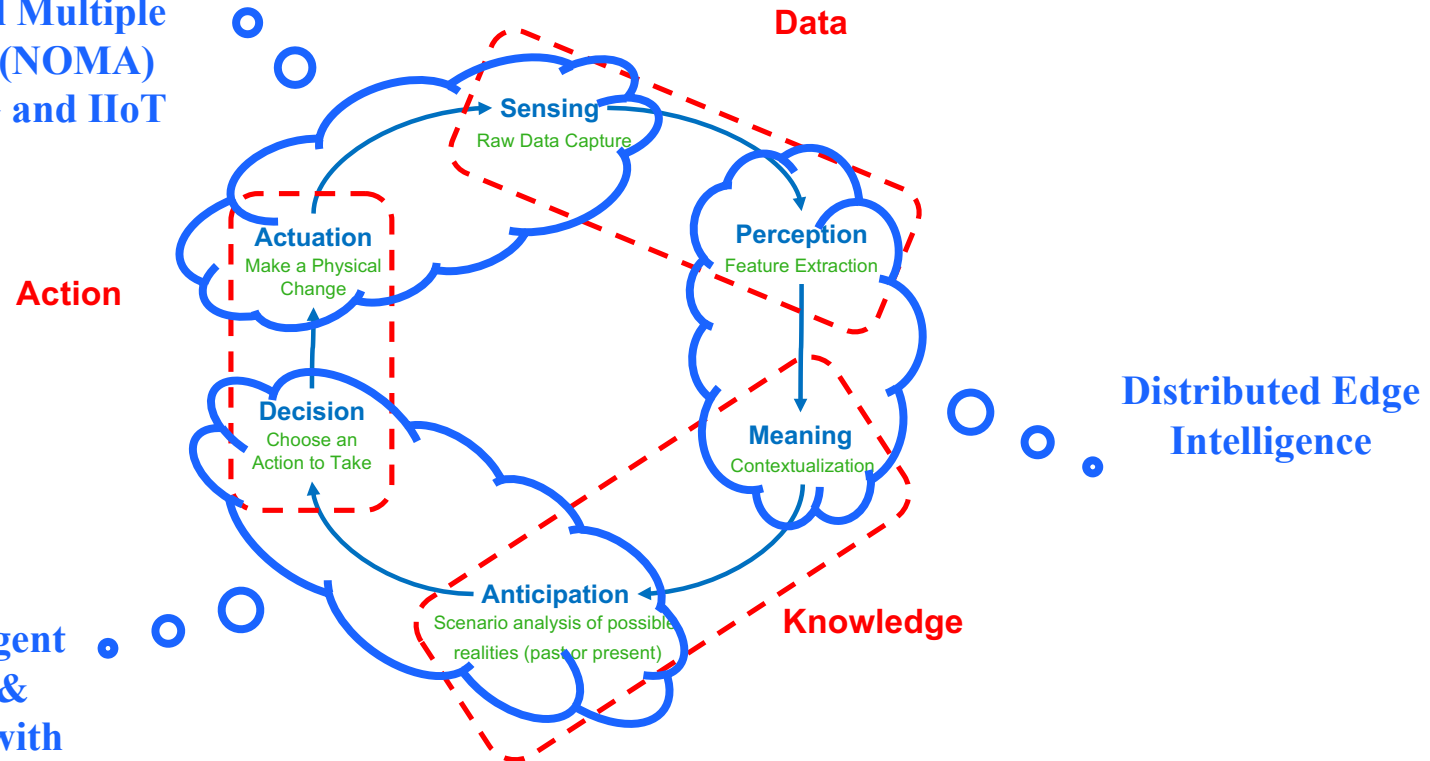 Multiple
(NOMA)
and IIoT
Data
Sensing
Raw Data Capture
Perception
Feature Extraction
Actuation
Make a Physical
Change
Action
Decision
Choose an
Action to Take
Meaning
Contextualization
Distributed Edge
Intelligence
Anticipation
Scenario analysis of possible
realities (past or present)
Knowledge
gent
&
with